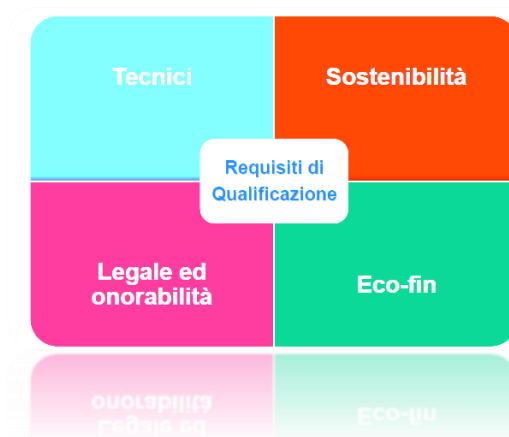 Tecnici
Sostenibilità
Requisiti di
Qualificazione
Legale ed
onorabilità
Eco-fin